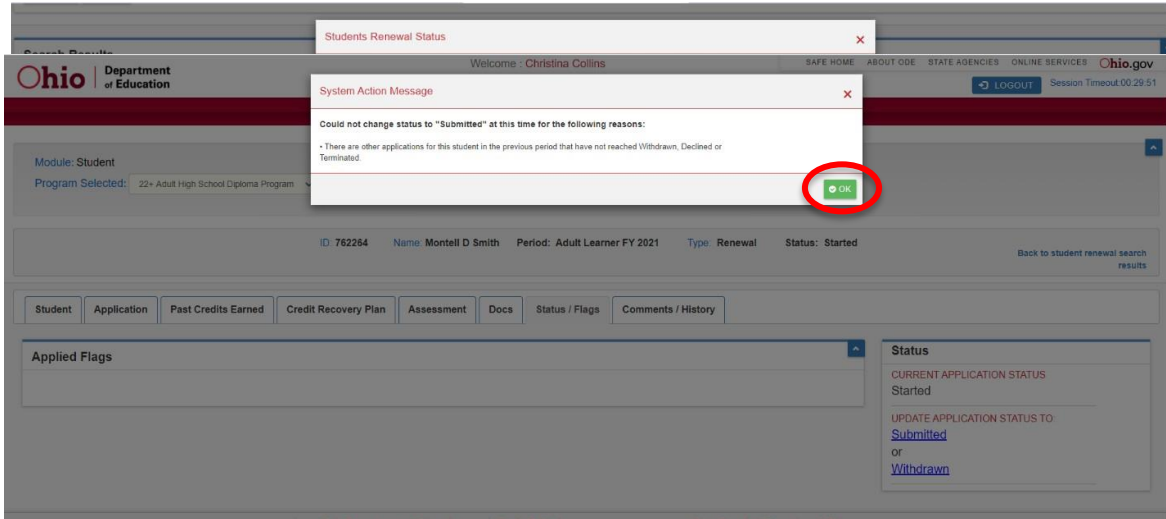 Students Renewal Status ×
Search Results
Ohio Department of Education
Welcome : Christina Collins
SAFE HOME ABOUT ODE STATE AGENCIES ONLINE SERVICES Ohio.gov
LOGOUT Session Timeout:00:29:51
System Action Message ×
Could not change status to "Submitted" at this time for the following reasons:
• There are other applications for this student in the previous period that have not reached Withdrawn, Declined or
Terminated.
OK
Module: Student
Program Selected: 22+ Adult High School Diploma Program
ID: 762264 Name: Montell D Smith Period: Adult Learner FY 2021 Type: Renewal Status: Started
Back to student renewal search
results
Student Application Past Credits Earned Credit Recovery Plan Assessment Docs Status / Flags Comments / History
Applied Flags
Status
CURRENT APPLICATION STATUS
Started
UPDATE APPLICATION STATUS TO:
Submitted
or
Withdrawn